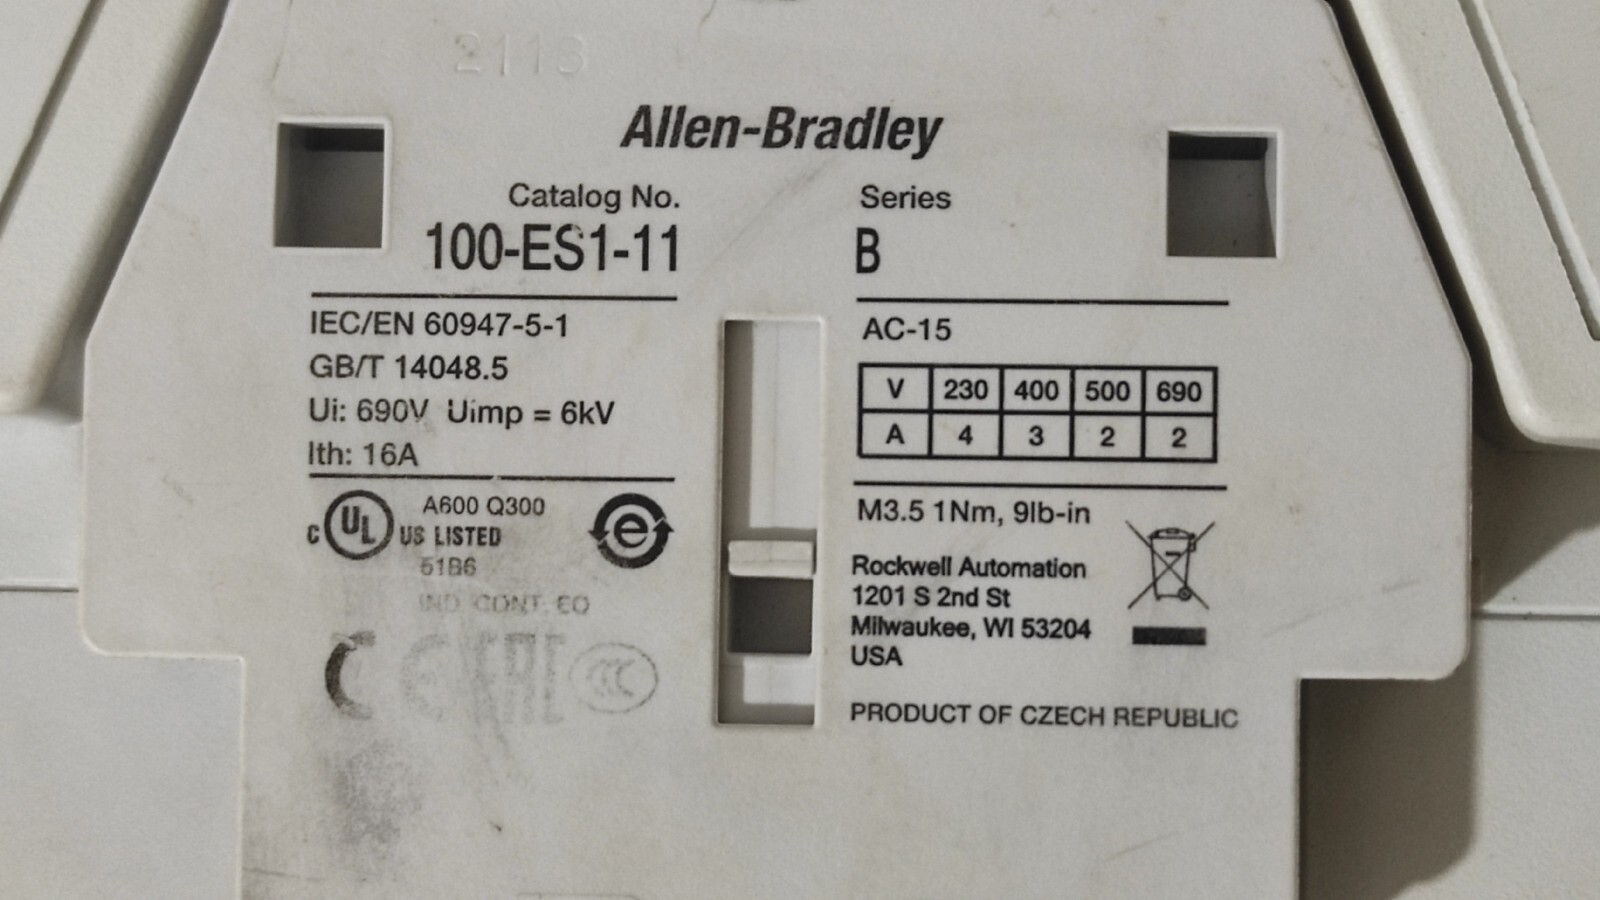 2113
Allen-Bradley
Catalog No.
100-ES1-11
Series
B
IEC/EN 60947-5-1
GB/T 14048.5
Ui: 690V Uimp = 6kV
Ith: 16A
C UL US LISTED
A600 Q300
51B6
IND. CONT. EQ
e
CE EAC CCC
AC-15
V 230 400 500 690
A 4 3 2 2
M3.5 1Nm, 9lb-in
Rockwell Automation
1201 S 2nd St
Milwaukee, WI 53204
USA
PRODUCT OF CZECH REPUBLIC